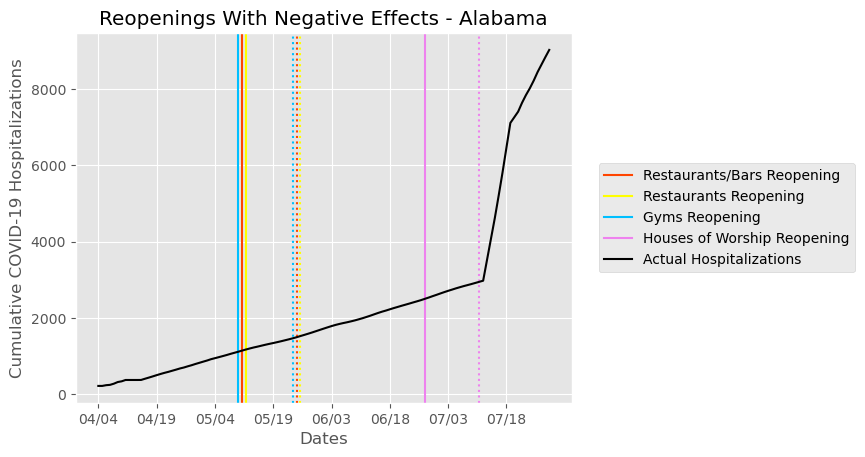 Reopenings With Negative Effects - Alabama
Cumulative COVID-19 Hospitalizations
8000
6000
4000
2000
0
04/04 04/19 05/04 05/19 06/03 06/18 07/03 07/18
Dates
Restaurants/Bars Reopening
Restaurants Reopening
Gyms Reopening
Houses of Worship Reopening
Actual Hospitalizations